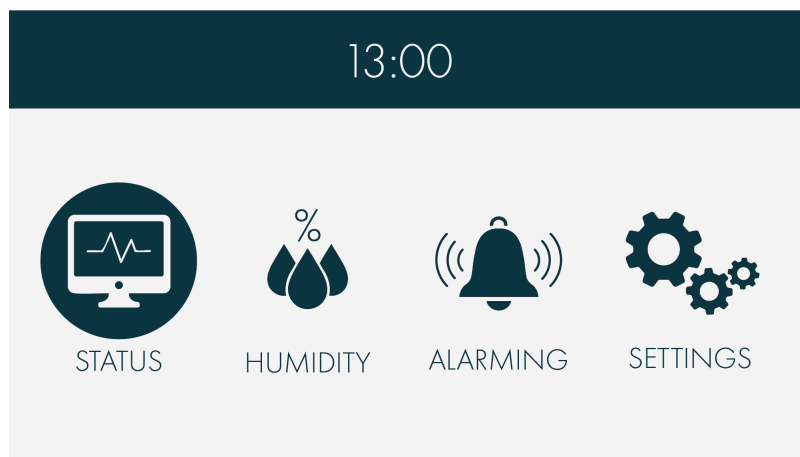 13:00
%
STATUS
HUMIDITY
ALARMING
SETTINGS